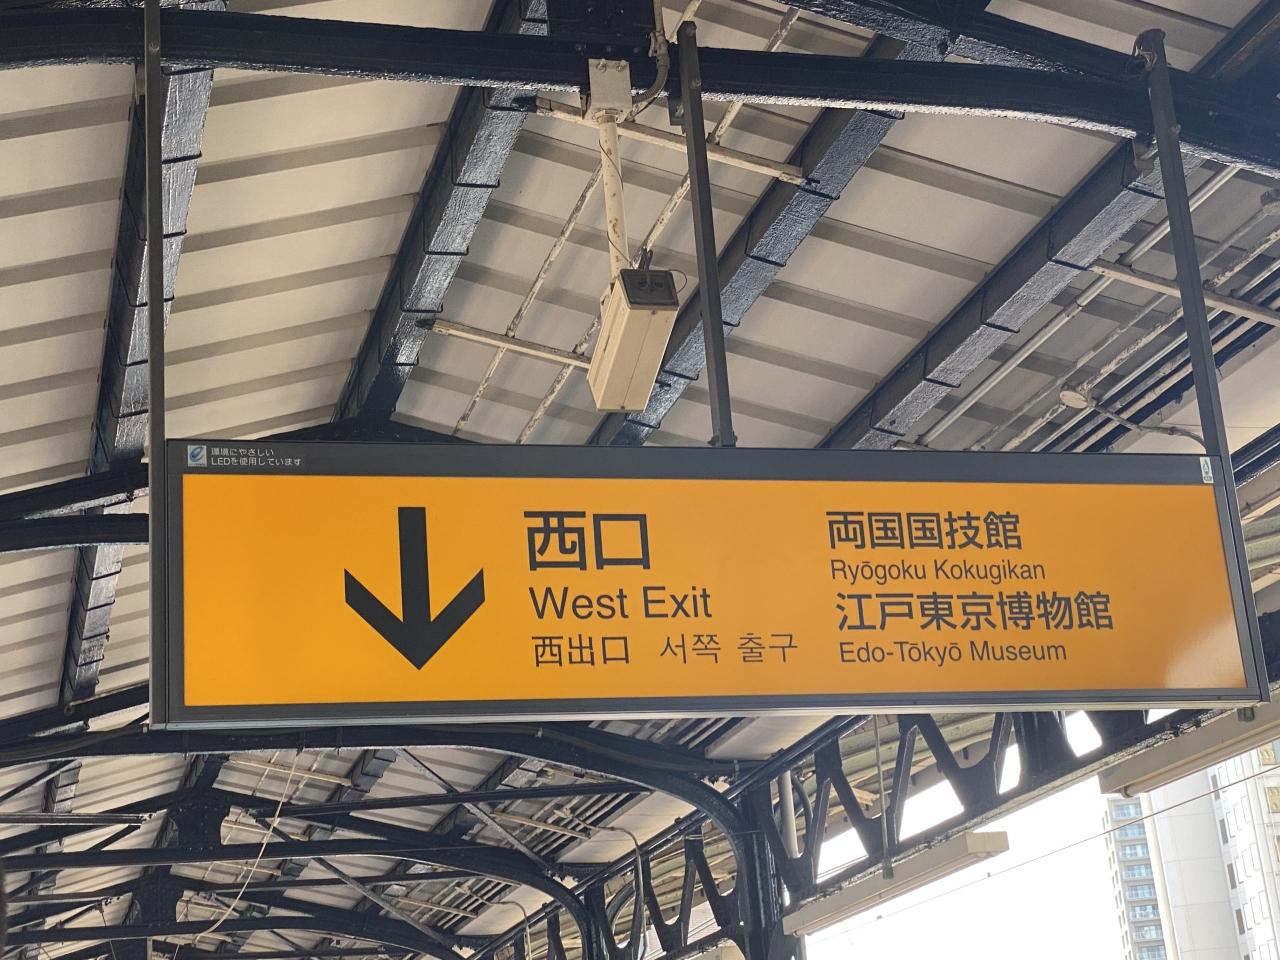 環境にやさしい
LEDを使用しています
西口
West Exit
西出口 서쪽 출구
両国国技館
Ryōgoku Kokugikan
江戸東京博物館
Edo-Tōkyō Museum